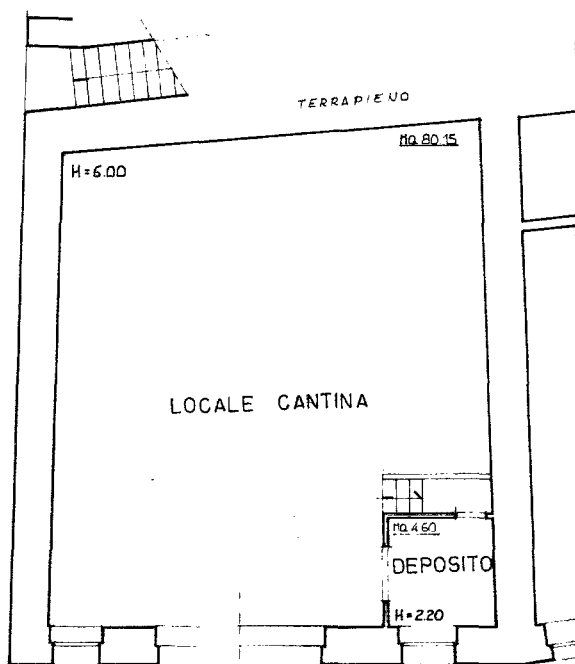 TERRAPIENO
MQ 80.15
H=6.00
LOCALE CANTINA
MQ 4.60
DEPOSITO
H=2.20